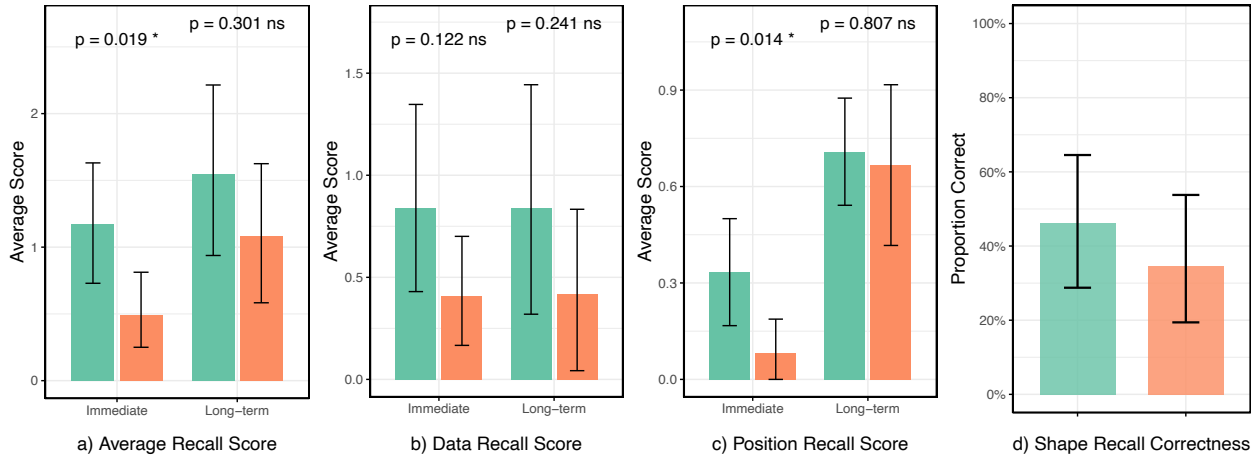 p = 0.019 *
p = 0.301 ns
Average Score
2
1
0
Immediate
Long-term
a) Average Recall Score
p = 0.122 ns
p = 0.241 ns
Average Score
1.5
1.0
0.5
0.0
Immediate
Long-term
b) Data Recall Score
p = 0.014 *
p = 0.807 ns
Average Score
0.9
0.6
0.3
0.0
Immediate
Long-term
c) Position Recall Score
Proportion Correct
100%
80%
60%
40%
20%
0%
d) Shape Recall Correctness